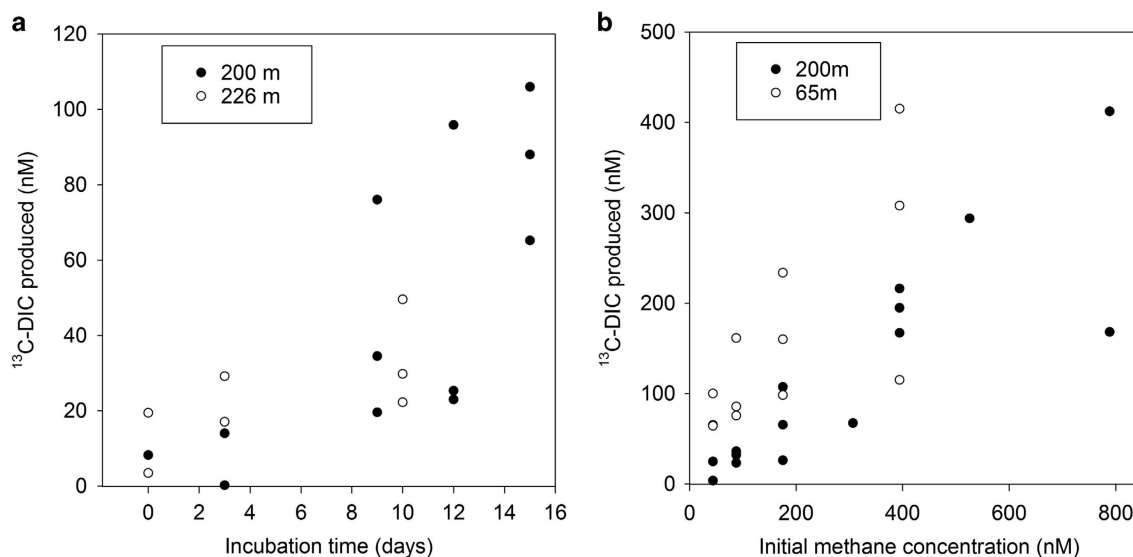 a
120
100
80
60
40
20
0
¹³C-DIC produced (nM)
200 m
226 m
0 2 4 6 8 10 12 14 16
Incubation time (days)
b
500
400
300
200
100
0
¹³C-DIC produced (nM)
200m
65m
0 200 400 600 800
Initial methane concentration (nM)